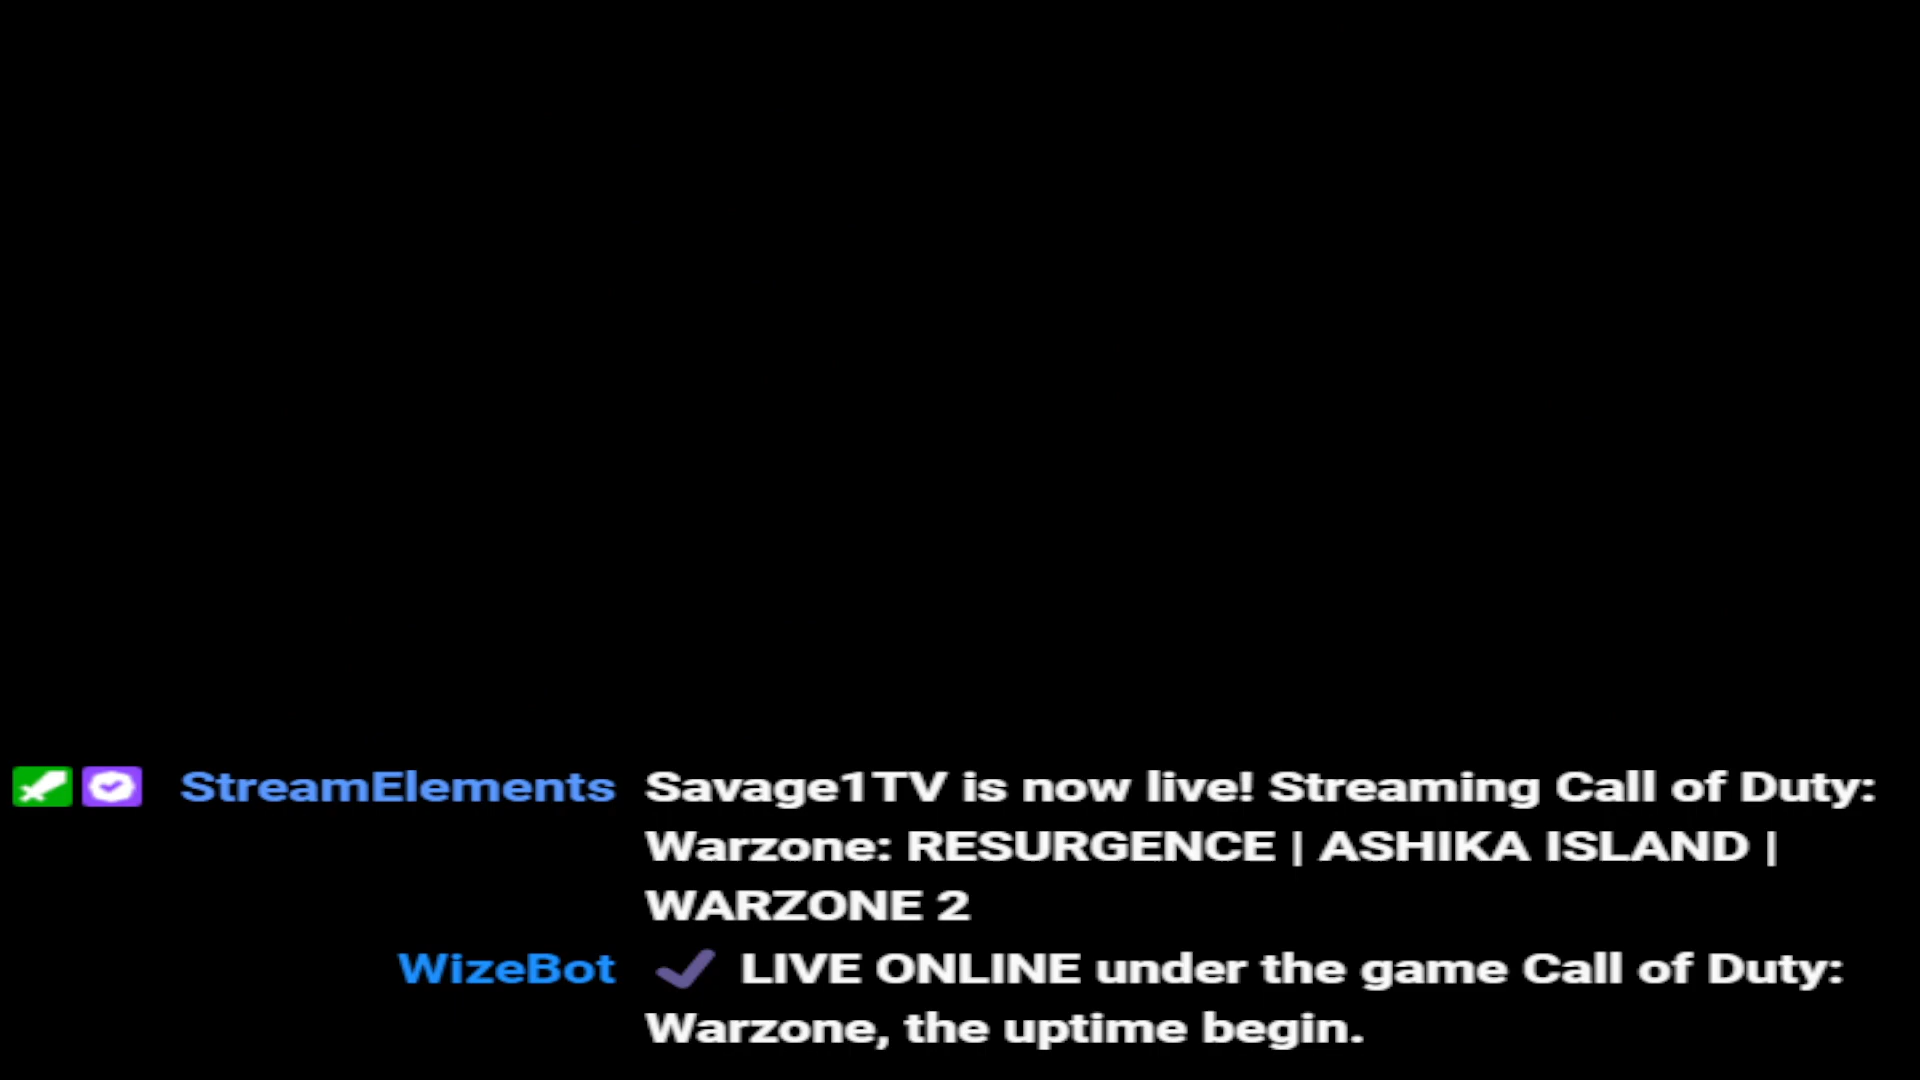 StreamElements Savage1TV is now live! Streaming Call of Duty:
Warzone: RESURGENCE | ASHIKA ISLAND |
WARZONE 2
WizeBot ✔ LIVE ONLINE under the game Call of Duty:
Warzone, the uptime begin.